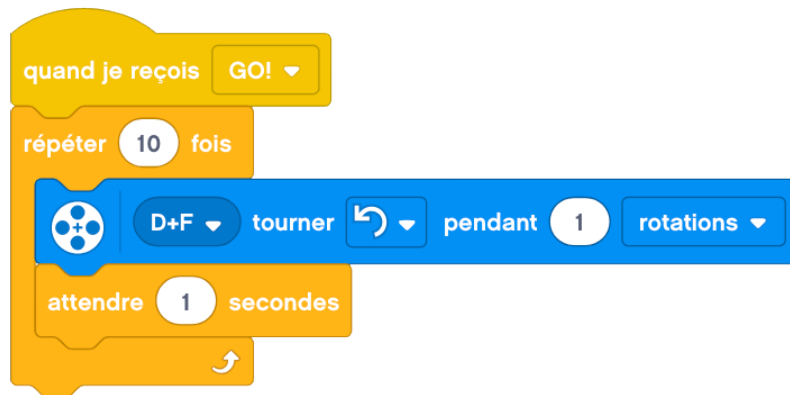 quand je reçois GO!
répéter 10 fois
D+F tourner pendant 1 rotations
attendre 1 secondes